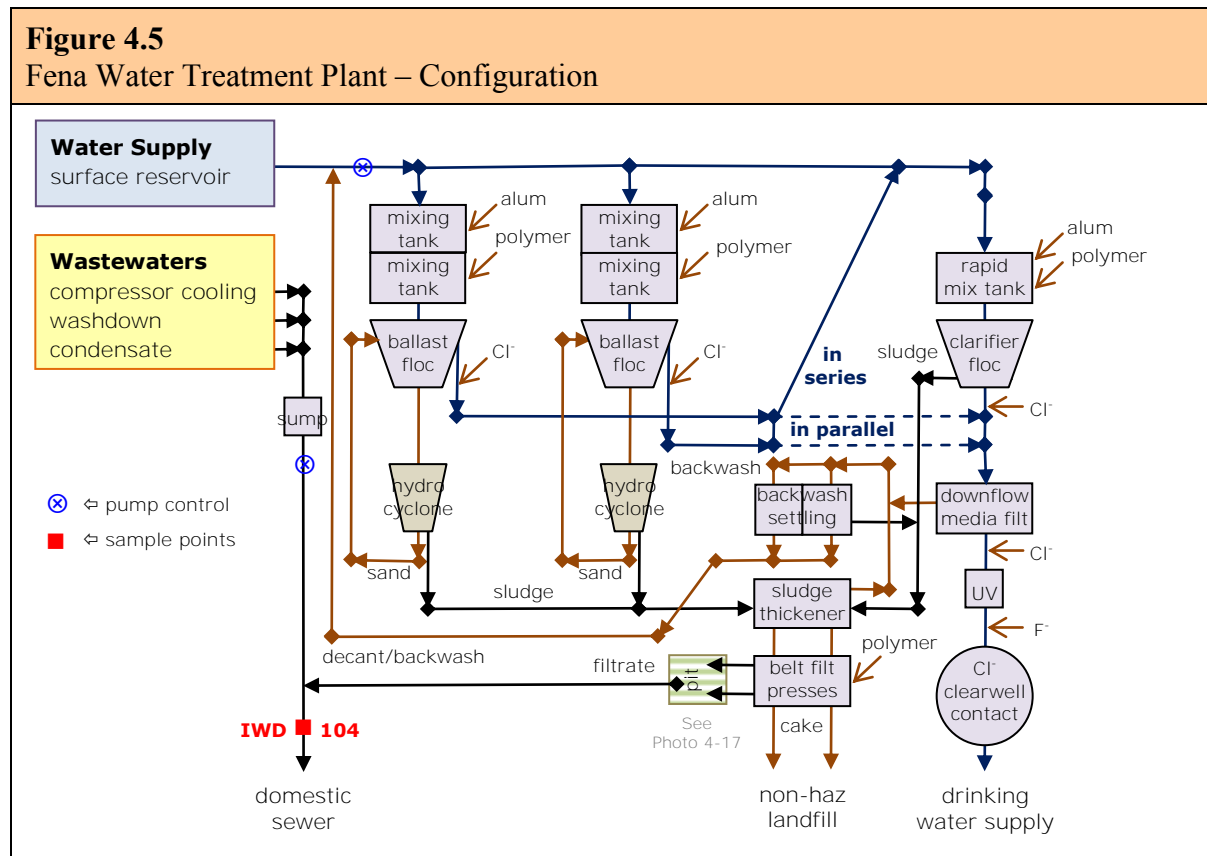 Figure 4.5
Fena Water Treatment Plant – Configuration
Water Supply
surface reservoir
Wastewaters
compressor cooling
washdown
condensate
sump
⊗ ⇦ pump control
■ ⇦ sample points
alum
mixing
tank
polymer
mixing
tank
ballast
floc
Cl-
hydro
cyclone
sand
alum
mixing
tank
polymer
mixing
tank
ballast
floc
Cl-
hydro
cyclone
sand
sludge
decant/backwash
in
series
in parallel
backwash
backwash
settling
sludge
thickener
polymer
belt filt
presses
filtrate
pit
See
Photo 4-17
cake
alum
polymer
rapid
mix tank
sludge
clarifier
floc
Cl-
downflow
media filt
Cl-
UV
F-
Cl-
clearwell
contact
IWD 104
domestic
sewer
non-haz
landfill
drinking
water supply